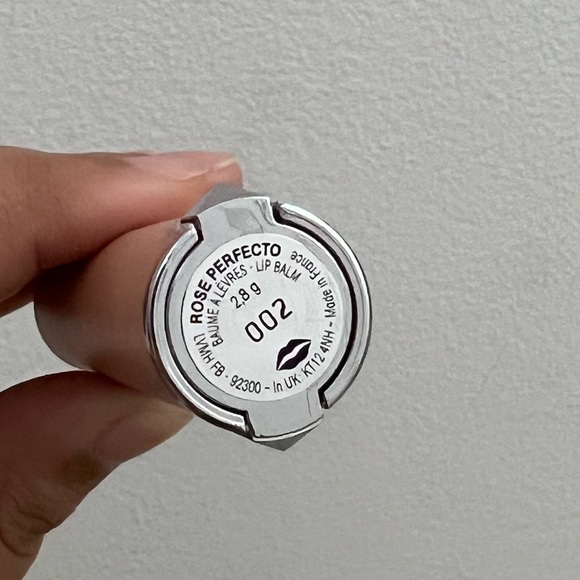 ROSE PERFECTO
BAUME À LÈVRES - LIP BALM
2,8 g
002
LVMH FB - 92300 - In UK: KT12 4NH - Made in France